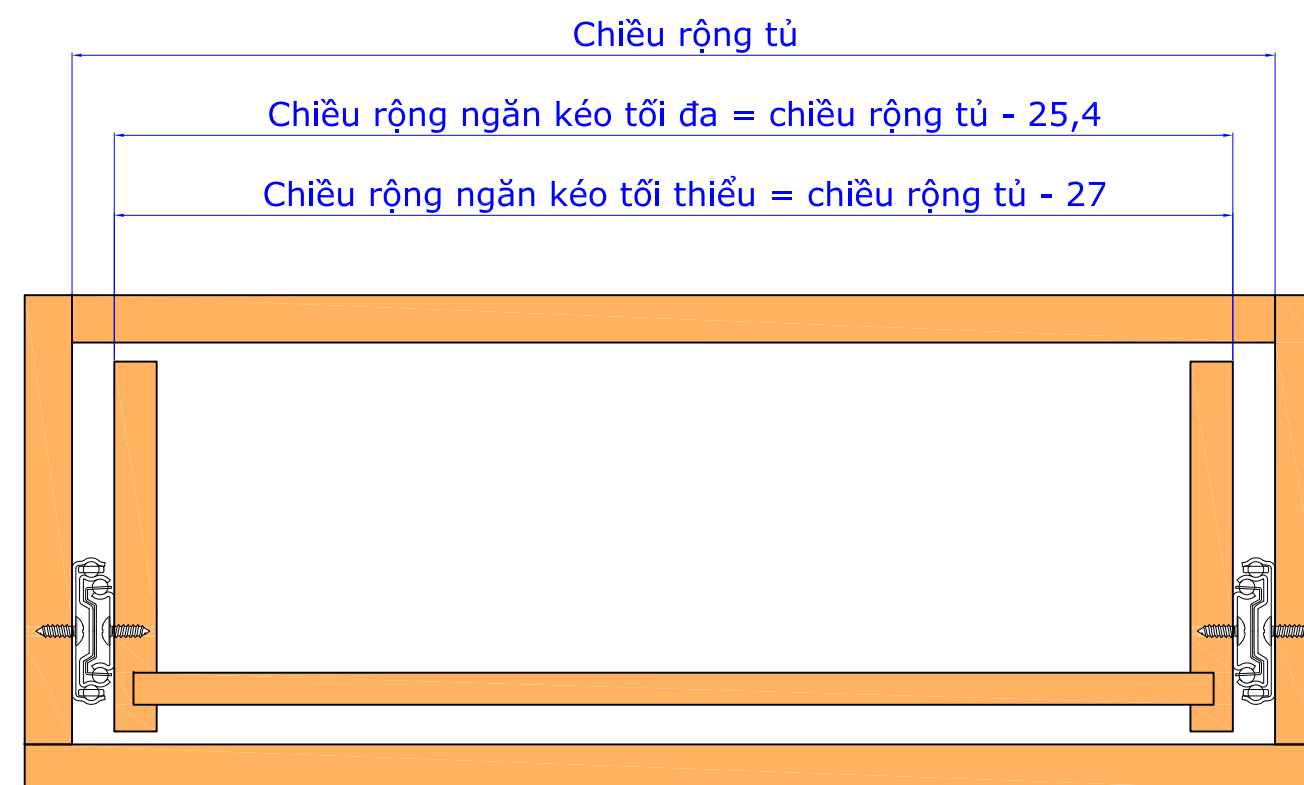 Chiều rộng tủ
Chiều rộng ngăn kéo tối đa = chiều rộng tủ - 25,4
Chiều rộng ngăn kéo tối thiểu = chiều rộng tủ - 27